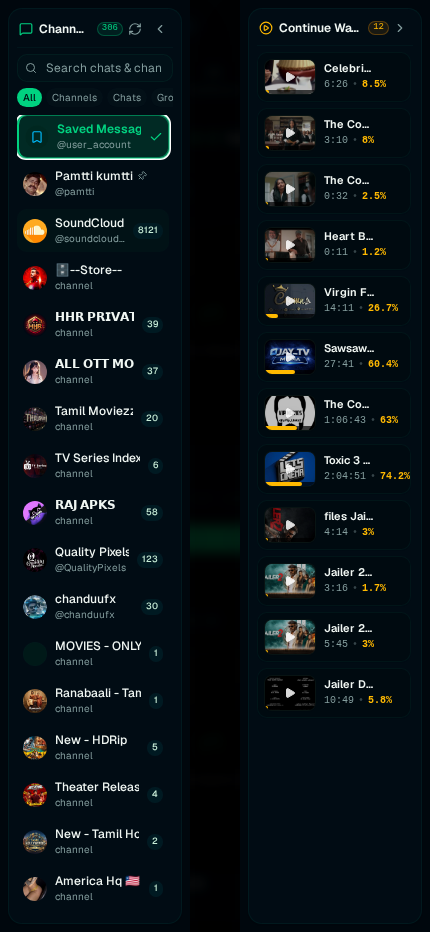 Chann... 306
Search chats & chan
All Channels Chats Gro
Saved Messag
@user_account
Pamtti kumtti
@pamtti
SoundCloud
@soundcloud...
8121
🗄️--Store--
channel
HHR PRIVAT
channel
39
ALL OTT MO
channel
37
Tamil Moviezz
channel
20
TV Series Index
channel
6
RAJ APKS
channel
58
Quality Pixels
@QualityPixels
123
chanduufx
@chanduufx
30
MOVIES - ONLY
channel
1
Ranabaali - Tam
channel
1
New - HDRip
channel
5
Theater Releas
channel
4
New - Tamil Ho
channel
2
America Hq 🇺🇸
channel
1
Continue Wa... 12
Celebri...
6:26 • 8.5%
The Co...
3:10 • 8%
The Co...
0:32 • 2.5%
Heart B...
0:11 • 1.2%
Virgin F...
14:11 • 26.7%
Sawsaw...
27:41 • 60.4%
The Co...
1:06:43 • 63%
Toxic 3 ...
2:04:51 • 74.2%
files Jai...
4:14 • 3%
Jailer 2...
3:16 • 1.7%
Jailer 2...
5:45 • 3%
Jailer D...
10:49 • 5.8%